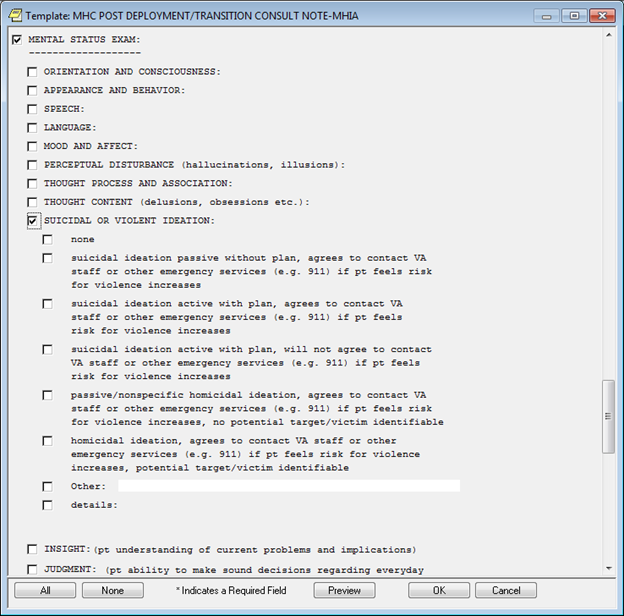 Template: MHC POST DEPLOYMENT/TRANSITION CONSULT NOTE-MHIA
MENTAL STATUS EXAM:
-------------------
ORIENTATION AND CONSCIOUSNESS:
APPEARANCE AND BEHAVIOR:
SPEECH:
LANGUAGE:
MOOD AND AFFECT:
PERCEPTUAL DISTURBANCE (hallucinations, illusions):
THOUGHT PROCESS AND ASSOCIATION:
THOUGHT CONTENT (delusions, obsessions etc.):
SUICIDAL OR VIOLENT IDEATION:
none
suicidal ideation passive without plan, agrees to contact VA
staff or other emergency services (e.g. 911) if pt feels risk
for violence increases
suicidal ideation active with plan, agrees to contact VA
staff or other emergency services (e.g. 911) if pt feels
risk for violence increases
suicidal ideation active with plan, will not agree to contact
VA staff or other emergency services (e.g. 911) if pt feels
risk for violence increases
passive/nonspecific homicidal ideation, agrees to contact VA
staff or other emergency services (e.g. 911) if pt feels risk
for violence increases, no potential target/victim identifiable
homicidal ideation, agrees to contact VA staff or other
emergency services (e.g. 911) if pt feels risk for violence
increases, potential target/victim identifiable
Other:
details:
INSIGHT:(pt understanding of current problems and implications)
JUDGMENT: (pt ability to make sound decisions regarding everyday
All None * Indicates a Required Field Preview OK Cancel